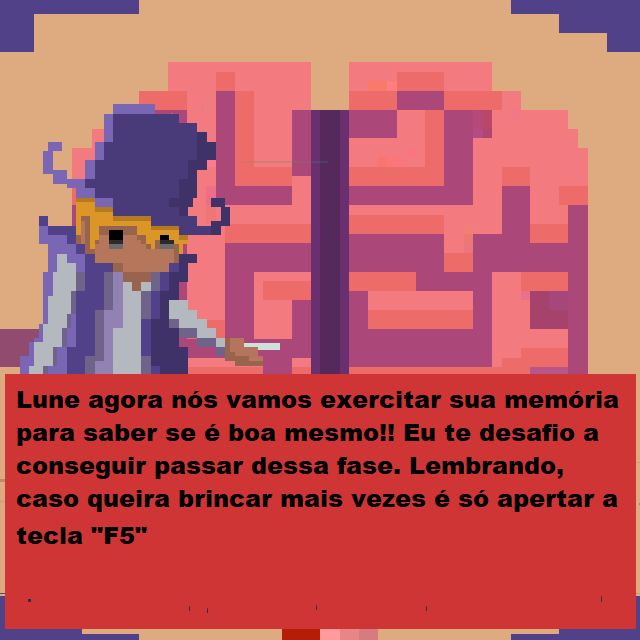 Lune agora nós vamos exercitar sua memória
para saber se é boa mesmo!! Eu te desafio a
conseguir passar dessa fase. Lembrando,
caso queira brincar mais vezes é só apertar a
tecla "F5"